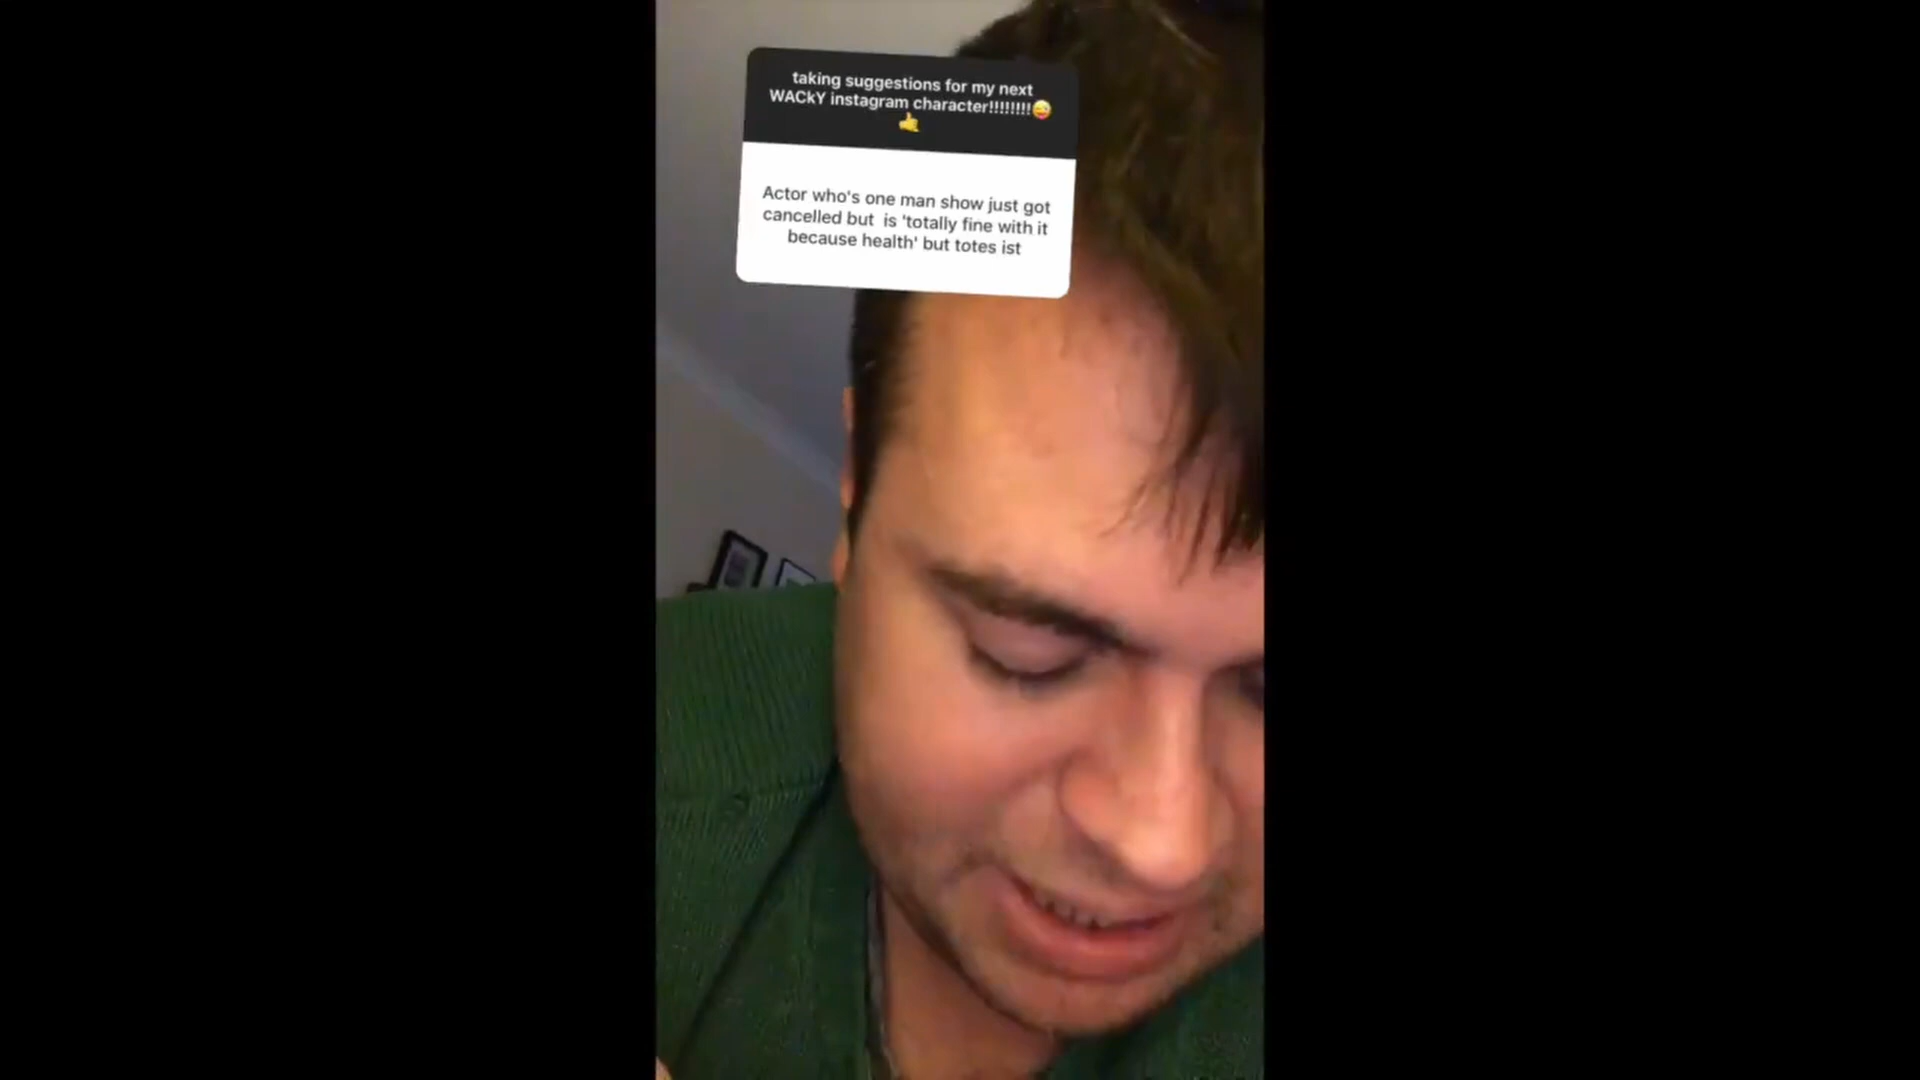 taking suggestions for my next
WACkY instagram character!!!!!!!!😅
🤙
Actor who's one man show just got
cancelled but  is 'totally fine with it
because health' but totes ist